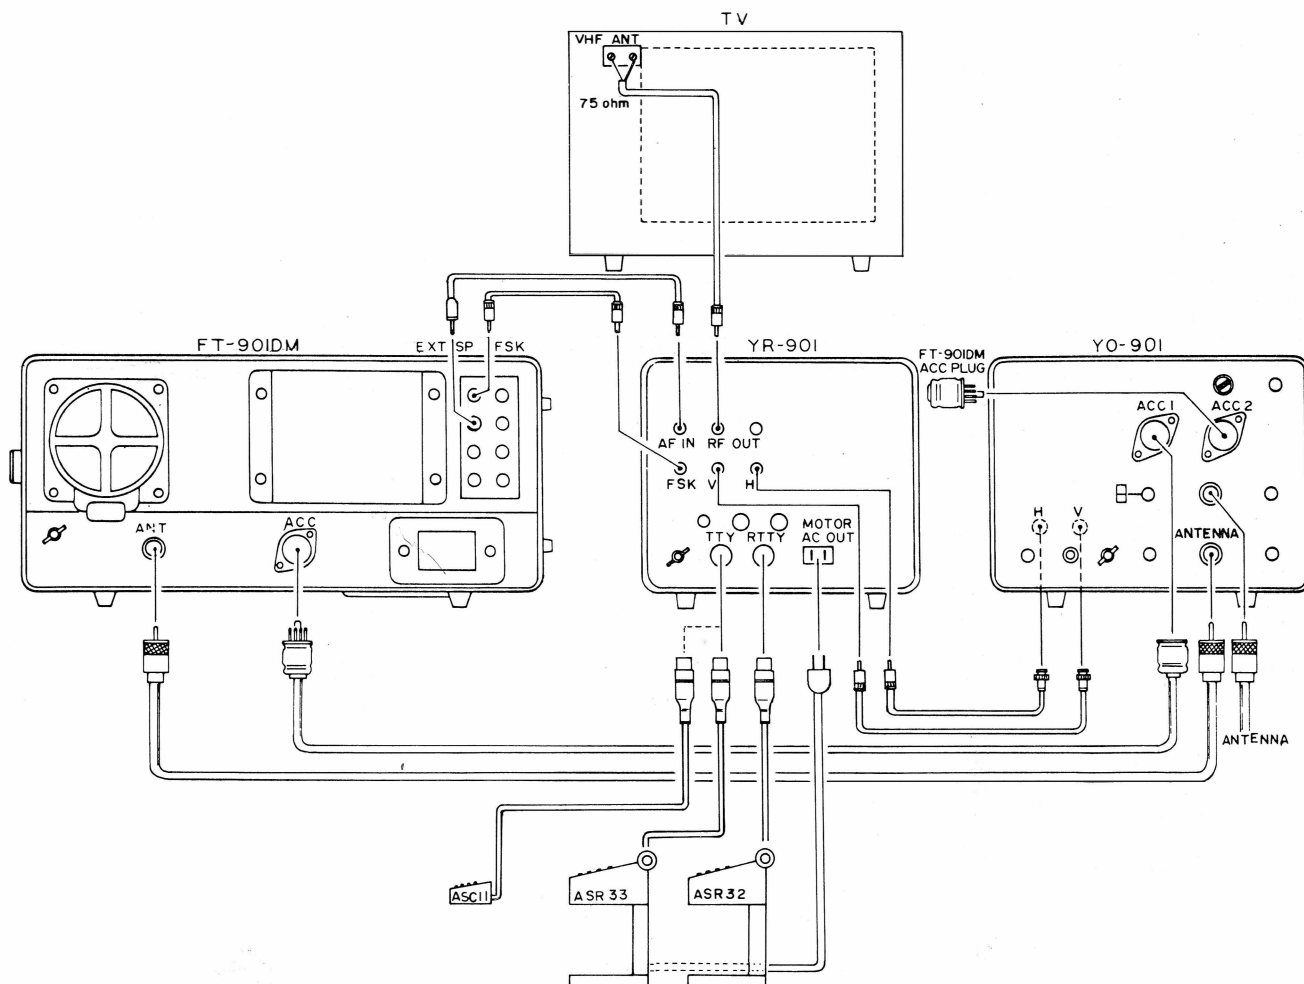 TV
VHF ANT
75 ohm
FT-901DM
EXT SP FSK
YR-901
FT-901DM
ACC PLUG
YO-901
ACC 1
ACC 2
AF IN RF OUT
FSK V H
H V
ANT
ACC
TTY RTTY
MOTOR
AC OUT
ANTENNA
ANTENNA
ASCII
ASR 33
ASR 32